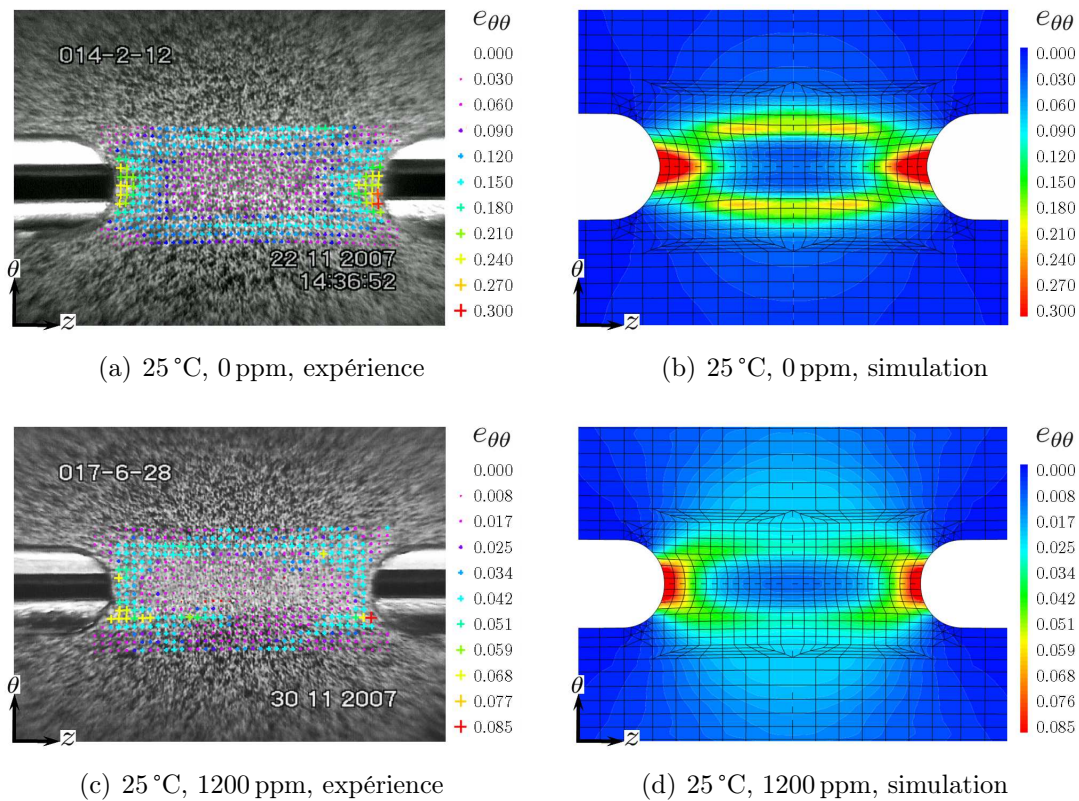 e_θθ
0.000
0.030
0.060
0.090
0.120
0.150
0.180
0.210
0.240
0.270
0.300
014-2-12
22 11 2007
14:36:52
θ
z
(a) 25 °C, 0 ppm, expérience
e_θθ
0.000
0.030
0.060
0.090
0.120
0.150
0.180
0.210
0.240
0.270
0.300
θ
z
(b) 25 °C, 0 ppm, simulation
e_θθ
0.000
0.008
0.017
0.025
0.034
0.042
0.051
0.059
0.068
0.077
0.085
017-6-28
30 11 2007
θ
z
(c) 25 °C, 1200 ppm, expérience
e_θθ
0.000
0.008
0.017
0.025
0.034
0.042
0.051
0.059
0.068
0.076
0.085
θ
z
(d) 25 °C, 1200 ppm, simulation